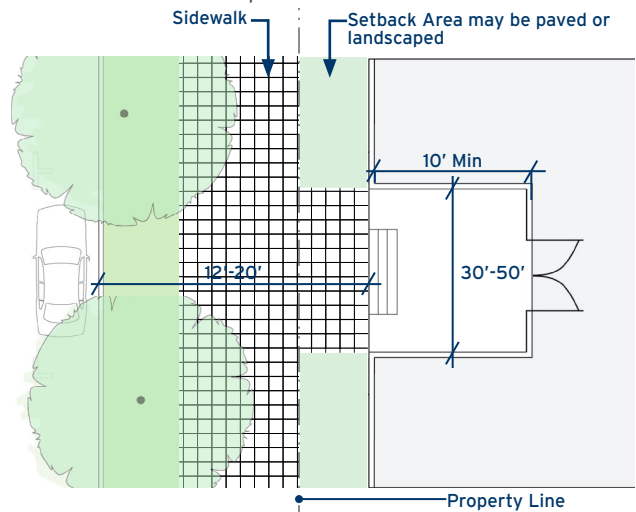 Sidewalk
Setback Area may be paved or
landscaped
10' Min
12'-20'
30'-50'
Property Line